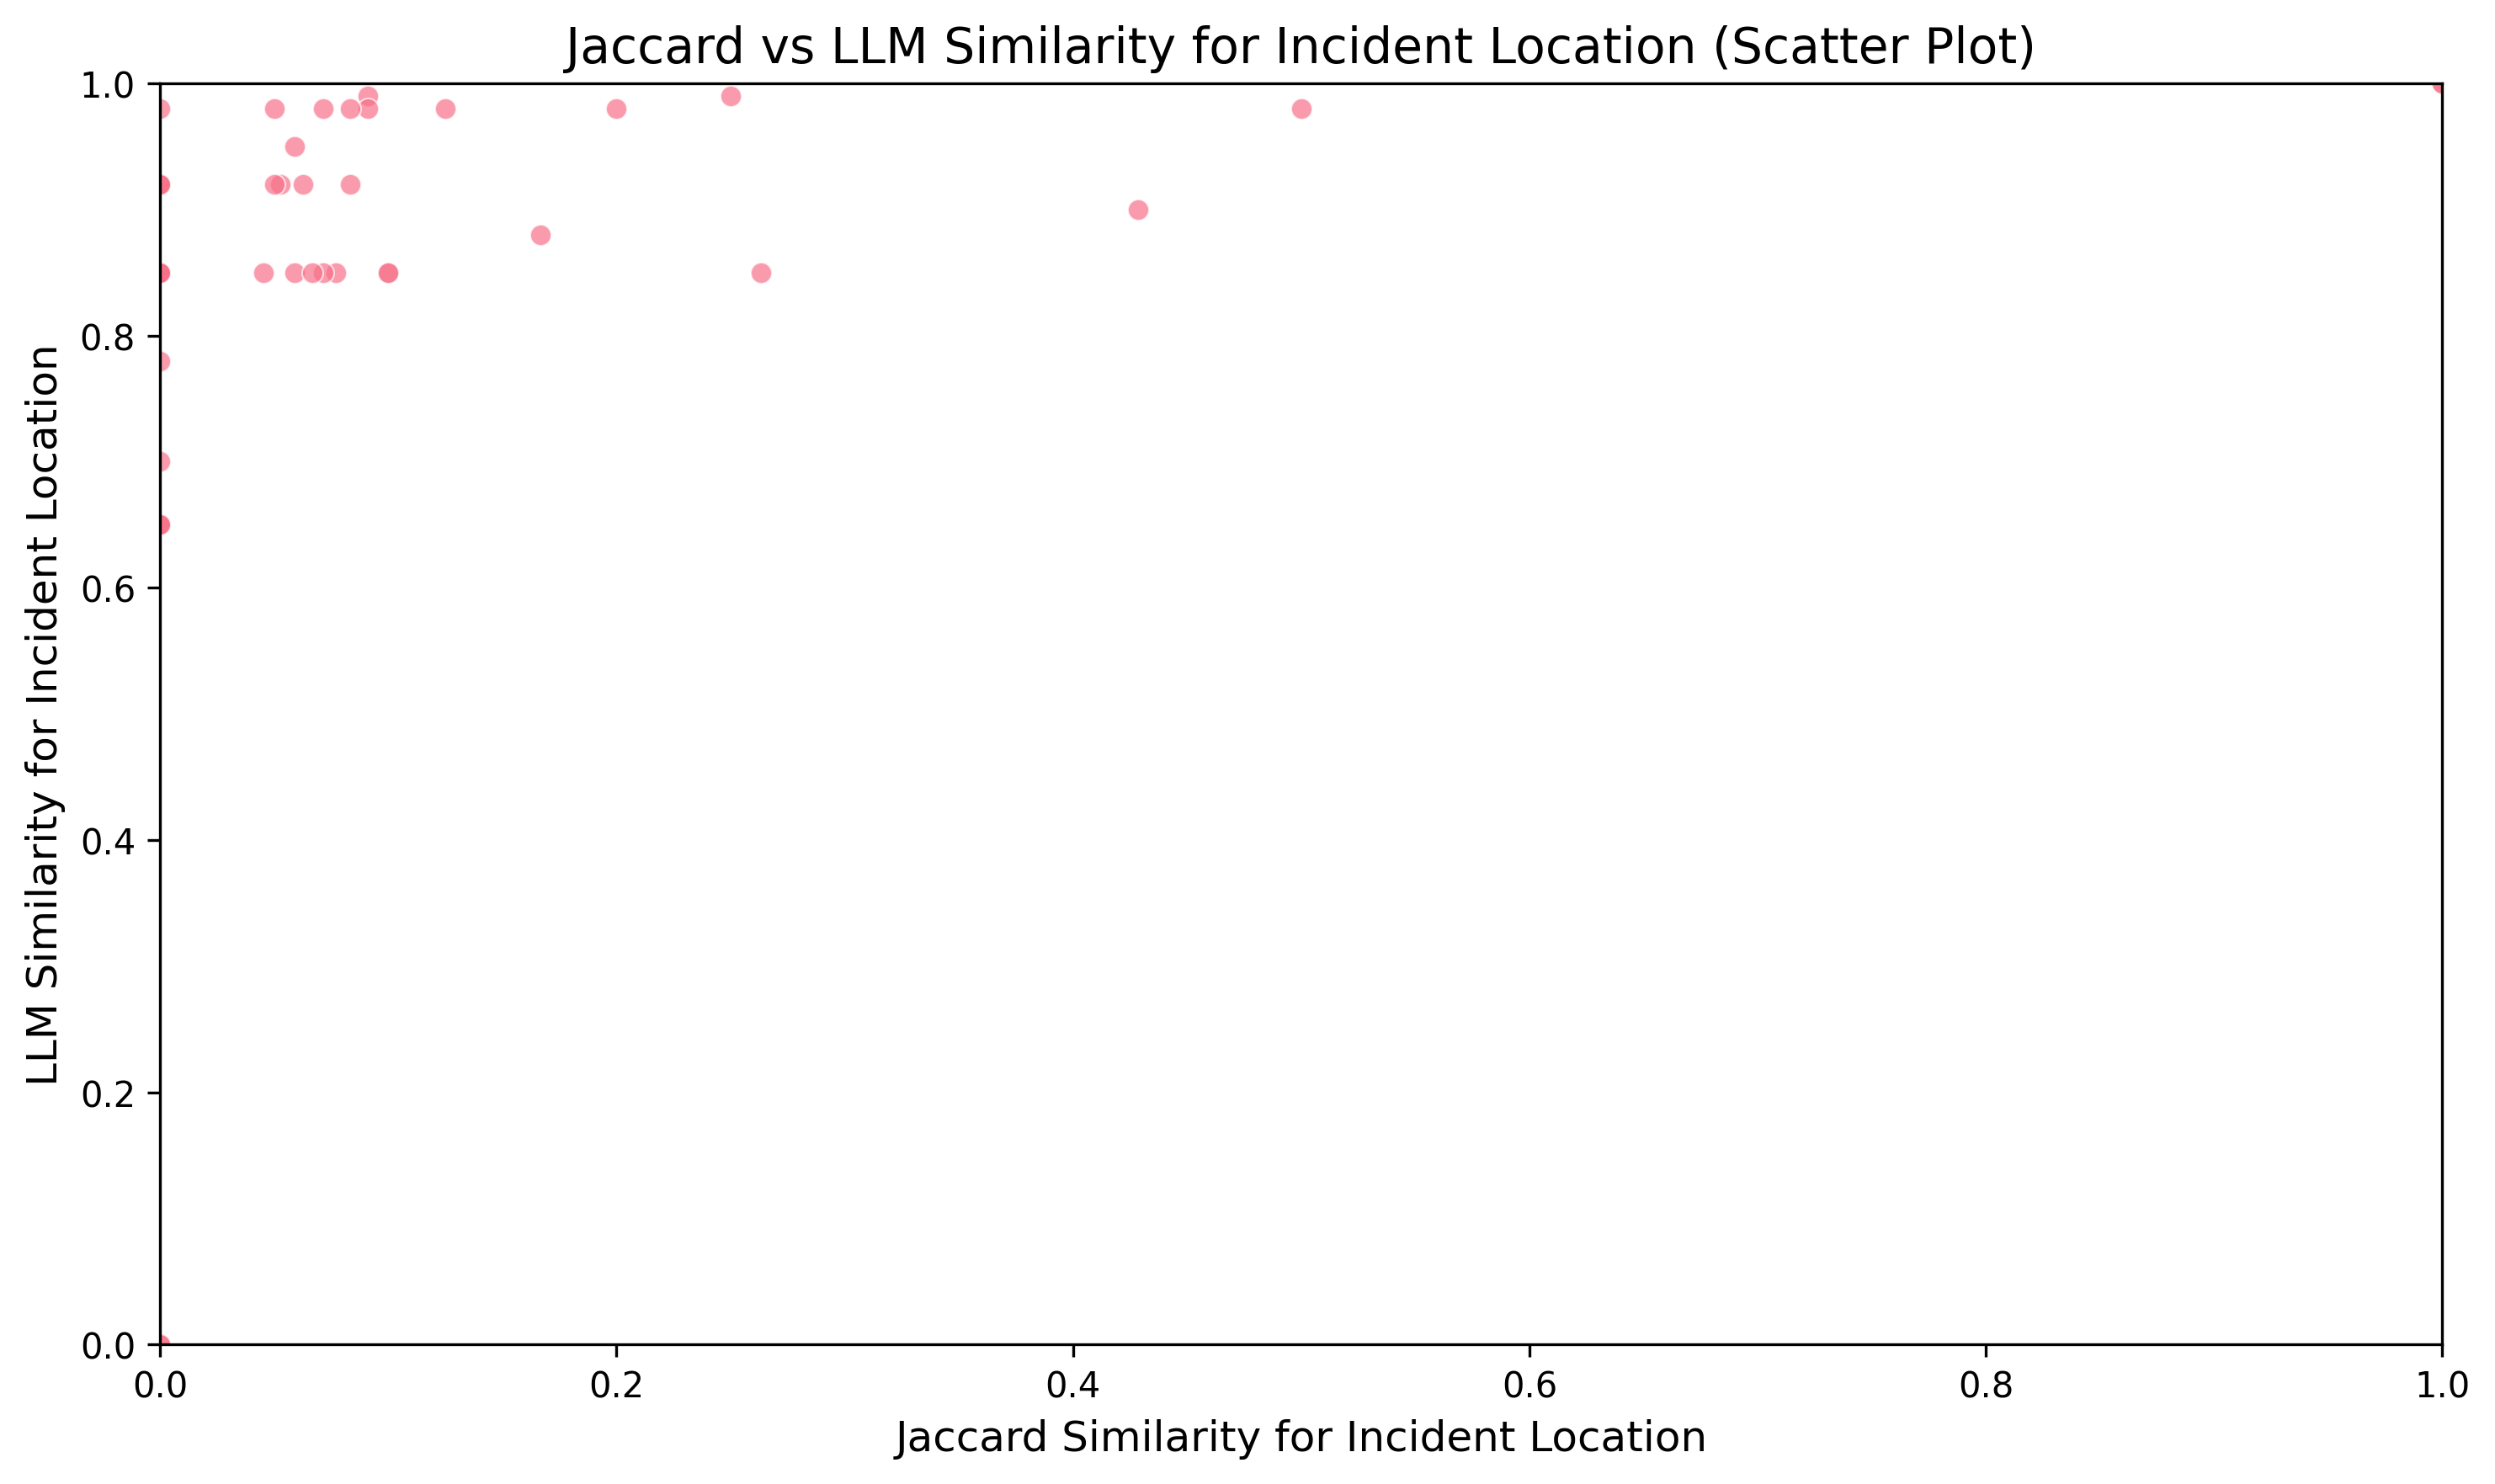 Jaccard vs LLM Similarity for Incident Location (Scatter Plot)
LLM Similarity for Incident Location
1.0
0.8
0.6
0.4
0.2
0.0
0.0 0.2 0.4 0.6 0.8 1.0
Jaccard Similarity for Incident Location